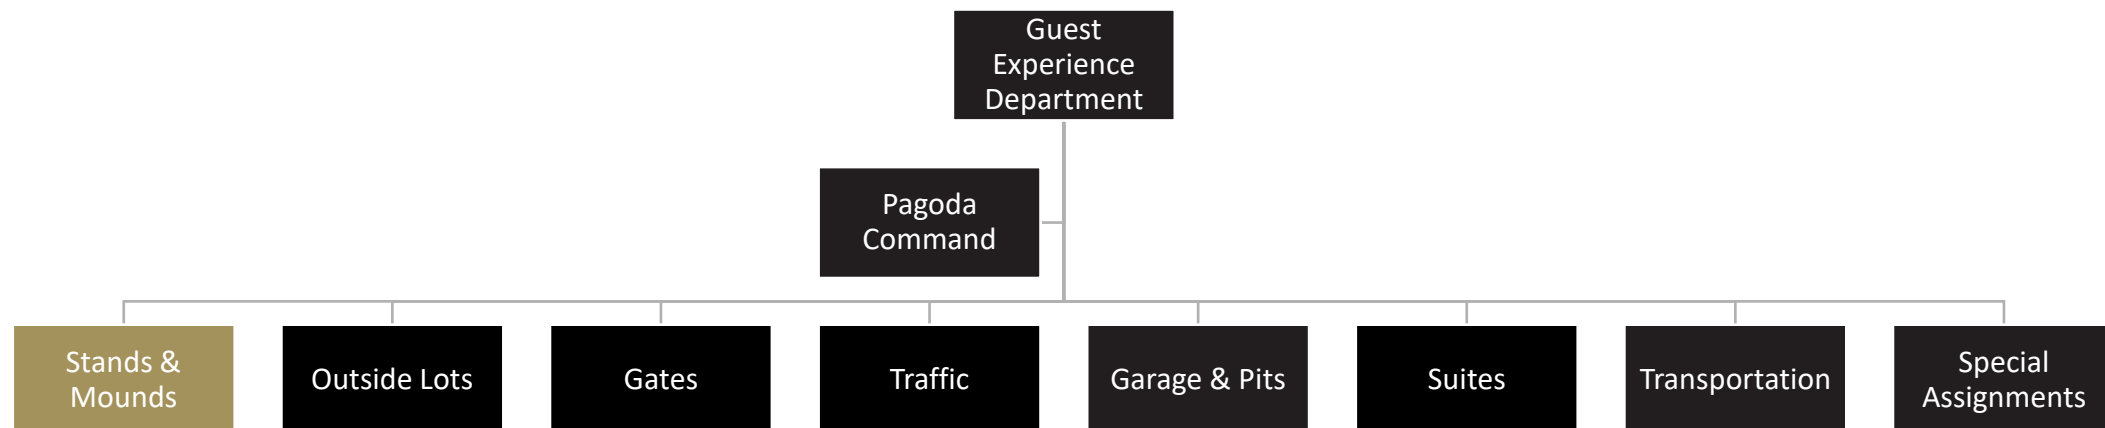 Guest
Experience
Department
Pagoda
Command
Stands &
Mounds
Outside Lots
Gates
Traffic
Garage & Pits
Suites
Transportation
Special
Assignments